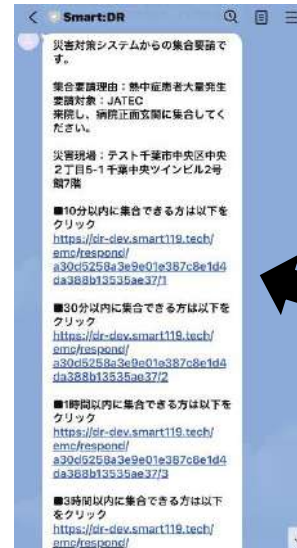 Smart:DR
災害対策システムからの集合要請で
す。
集合要請理由：熱中症患者大量発生
要請対象：JATEC
来院し、病院正面玄関に集合してく
ださい。
災害現場：テスト千葉市中央区中央
2丁目5-1千葉中央ツインビル2号
館7階
■10分以内に集合できる方は以下を
クリック
https://dr-dev.smart119.tech/
emc/respond/
a30d5258a3e9e01e387c8e1d4
da388b13535ae37/1
■30分以内に集合できる方は以下を
クリック
https://dr-dev.smart119.tech/
emc/respond/
a30d5258a3e9e01e387c8e1d4
da388b13535ae37/2
■1時間以内に集合できる方は以下を
クリック
https://dr-dev.smart119.tech/
emc/respond/
a30d5258a3e9e01e387c8e1d4
da388b13535ae37/3
■3時間以内に集合できる方は以下
をクリック
https://dr-dev.smart119.tech/
emc/respond/